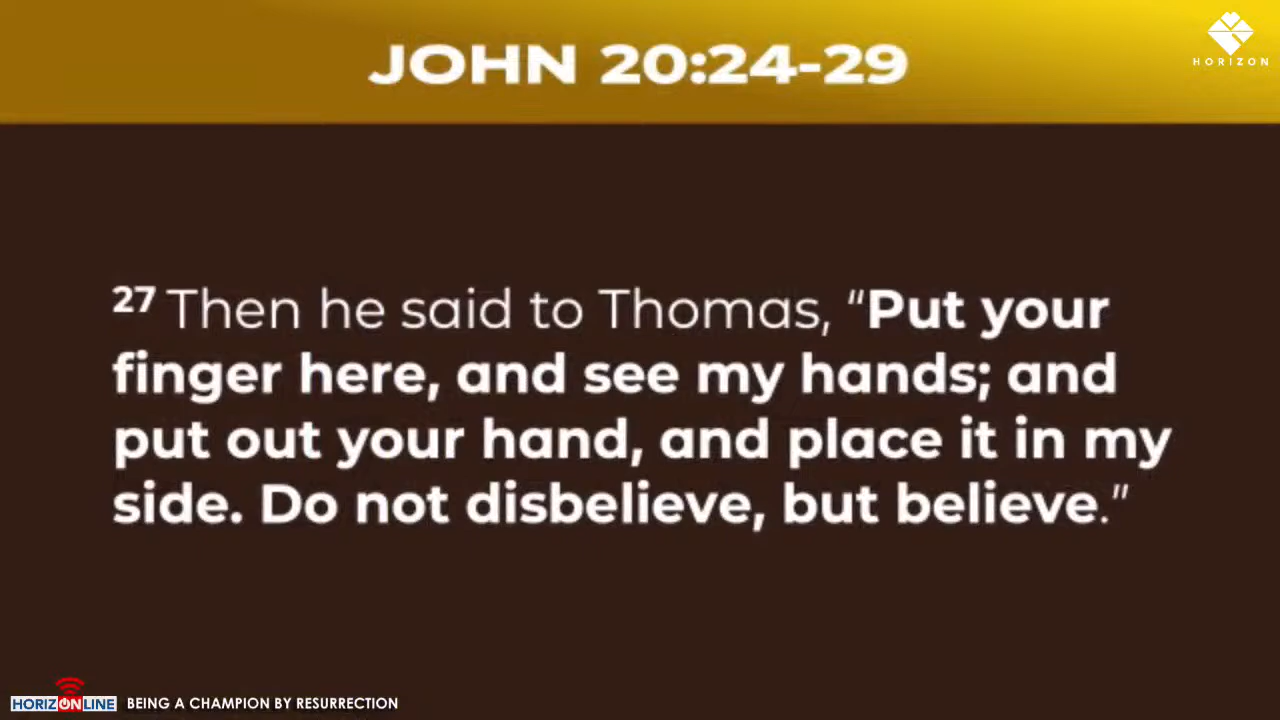 JOHN 20:24-29
HORIZON
27 Then he said to Thomas, “Put your
finger here, and see my hands; and
put out your hand, and place it in my
side. Do not disbelieve, but believe.”
HORIZONLINE BEING A CHAMPION BY RESURRECTION